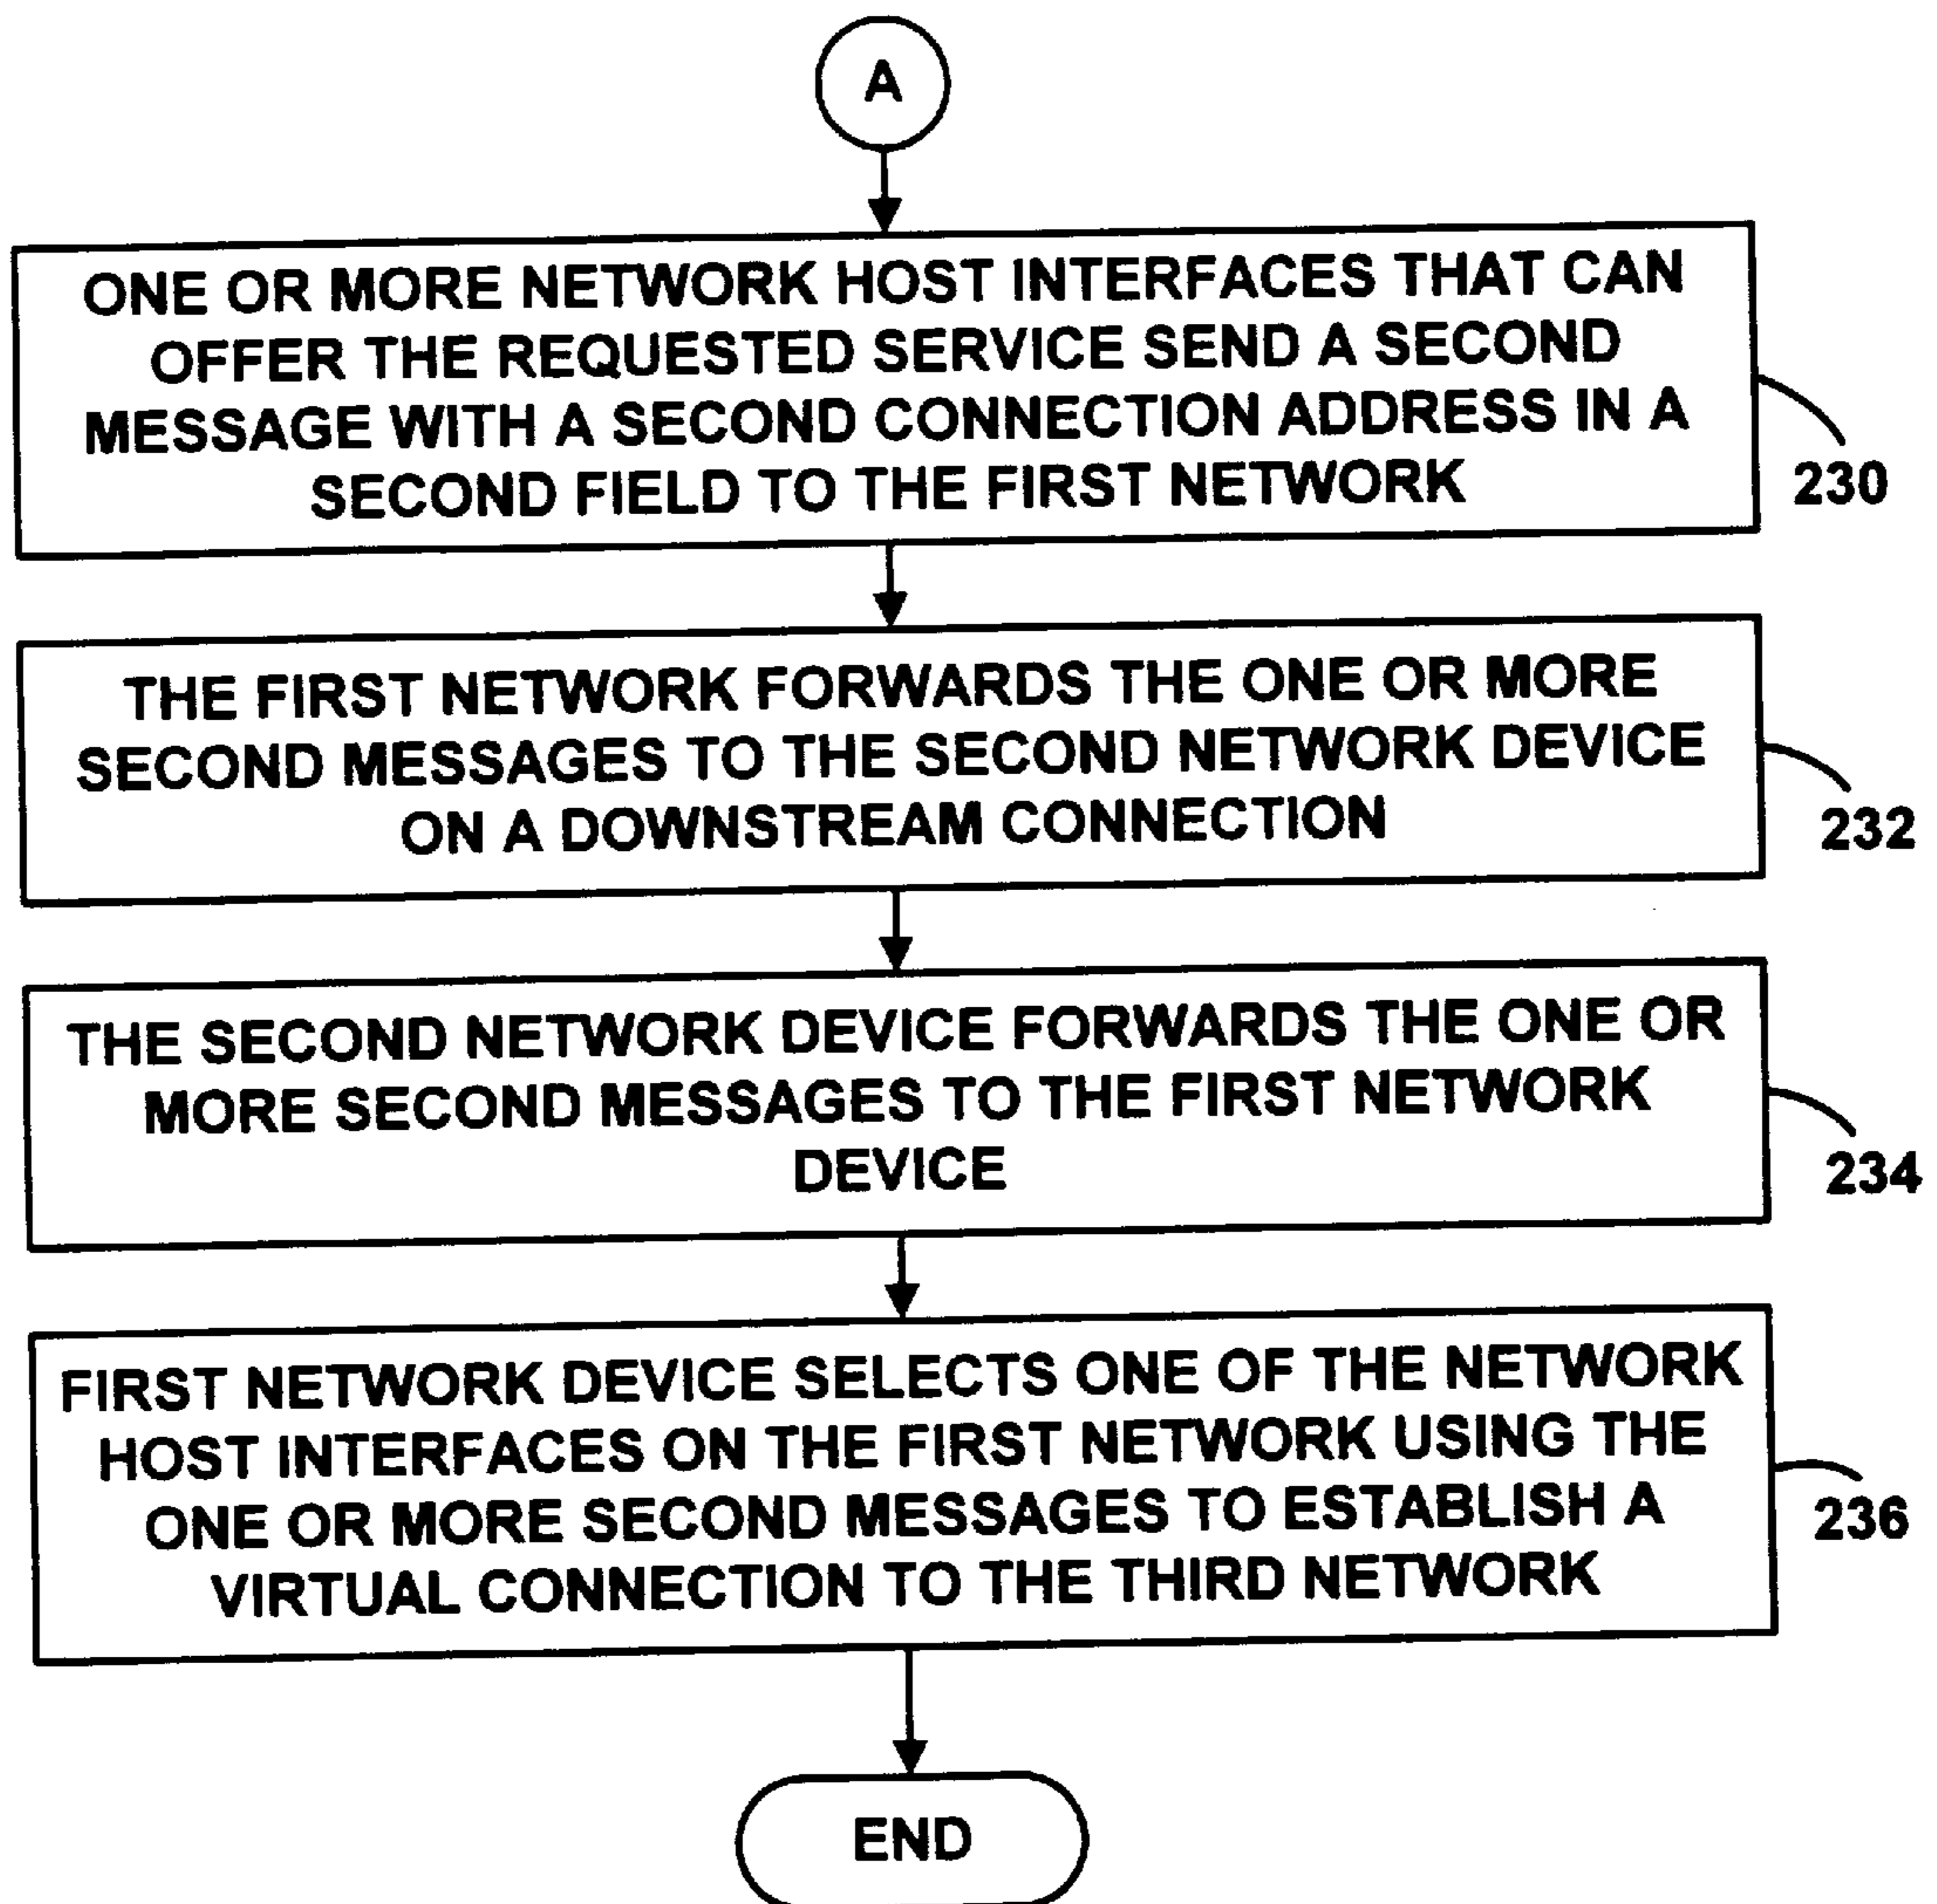 A
ONE OR MORE NETWORK HOST INTERFACES THAT CAN
OFFER THE REQUESTED SERVICE SEND A SECOND
MESSAGE WITH A SECOND CONNECTION ADDRESS IN A
SECOND FIELD TO THE FIRST NETWORK
230
THE FIRST NETWORK FORWARDS THE ONE OR MORE
SECOND MESSAGES TO THE SECOND NETWORK DEVICE
ON A DOWNSTREAM CONNECTION
232
THE SECOND NETWORK DEVICE FORWARDS THE ONE OR
MORE SECOND MESSAGES TO THE FIRST NETWORK
DEVICE
234
FIRST NETWORK DEVICE SELECTS ONE OF THE NETWORK
HOST INTERFACES ON THE FIRST NETWORK USING THE
ONE OR MORE SECOND MESSAGES TO ESTABLISH A
VIRTUAL CONNECTION TO THE THIRD NETWORK
236
END